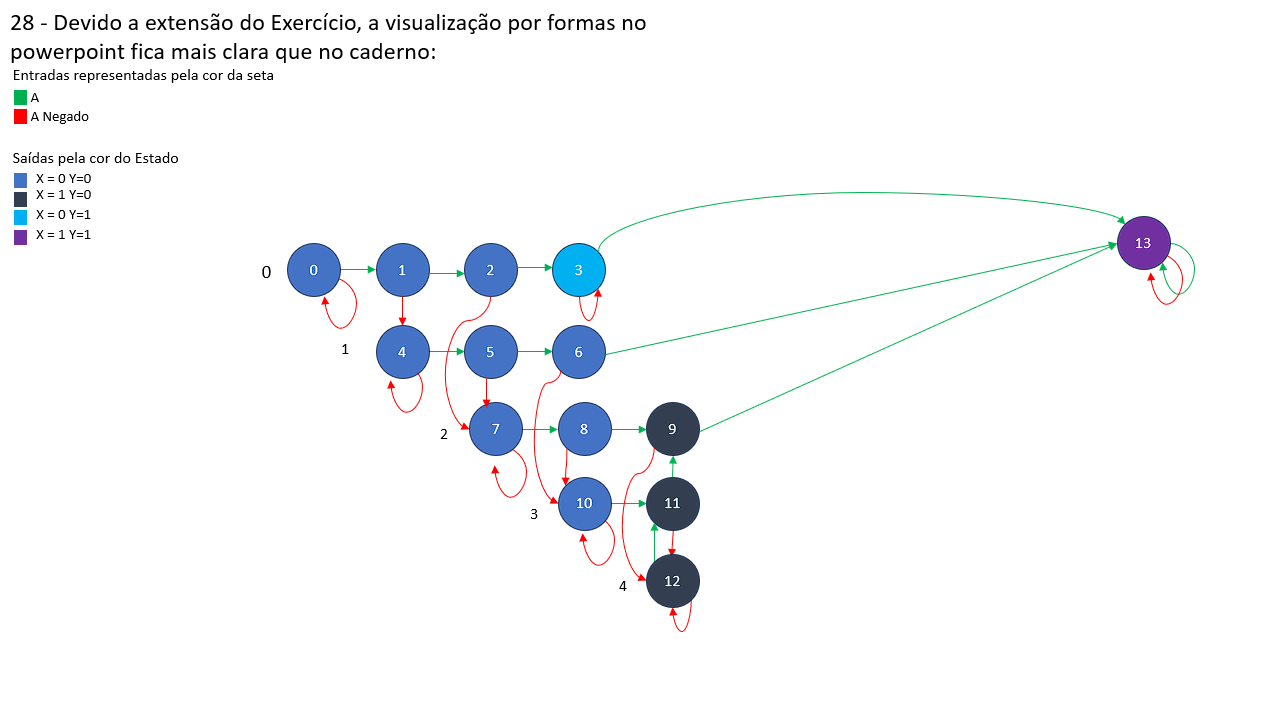 28 - Devido a extensão do Exercício, a visualização por formas no
powerpoint fica mais clara que no caderno:
Entradas representadas pela cor da seta
A
A Negado
Saídas pela cor do Estado
X = 0 Y=0
X = 1 Y=0
X = 0 Y=1
X = 1 Y=1
13
0 0 1 2 3
1 4 5 6
2 7 8 9
3 10 11
4 12